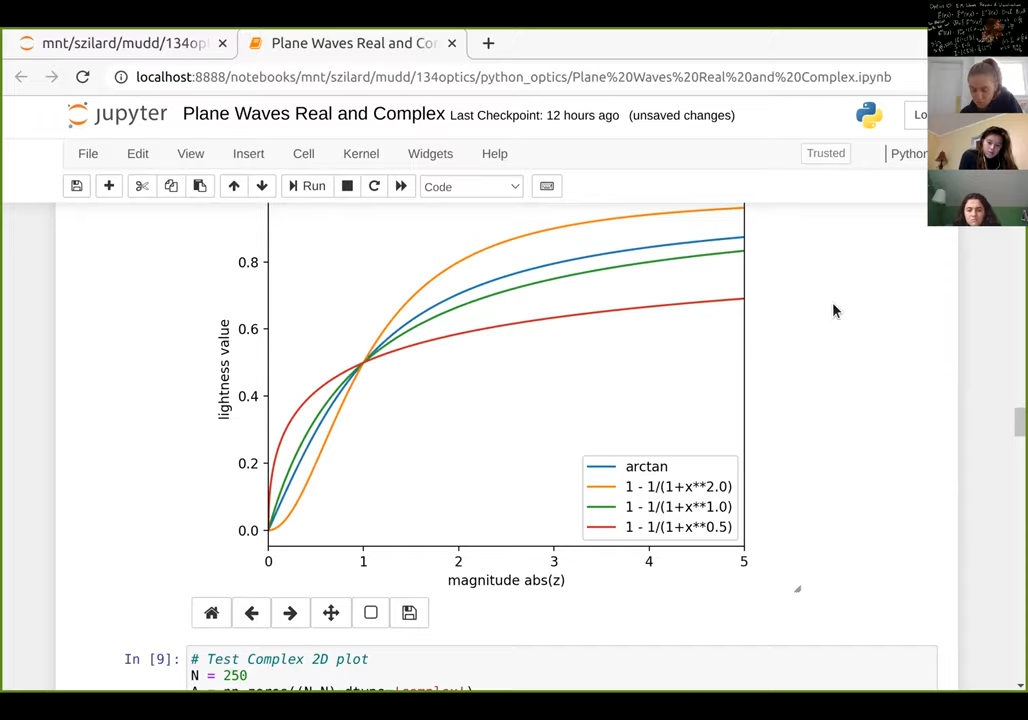 mnt/szilard/mudd/134opt
Plane Waves Real and Co
localhost:8888/notebooks/mnt/szilard/mudd/134optics/python_optics/Plane%20Waves%20Real%20and%20Complex.ipynb
jupyter Plane Waves Real and Complex Last Checkpoint: 12 hours ago (unsaved changes)
Lo
File Edit View Insert Cell Kernel Widgets Help Trusted Python
Run Code
0.8
0.6
0.4
0.2
0.0
lightness value
arctan
1 - 1/(1+x**2.0)
1 - 1/(1+x**1.0)
1 - 1/(1+x**0.5)
0 1 2 3 4 5
magnitude abs(z)
In [9]: # Test Complex 2D plot
N = 250